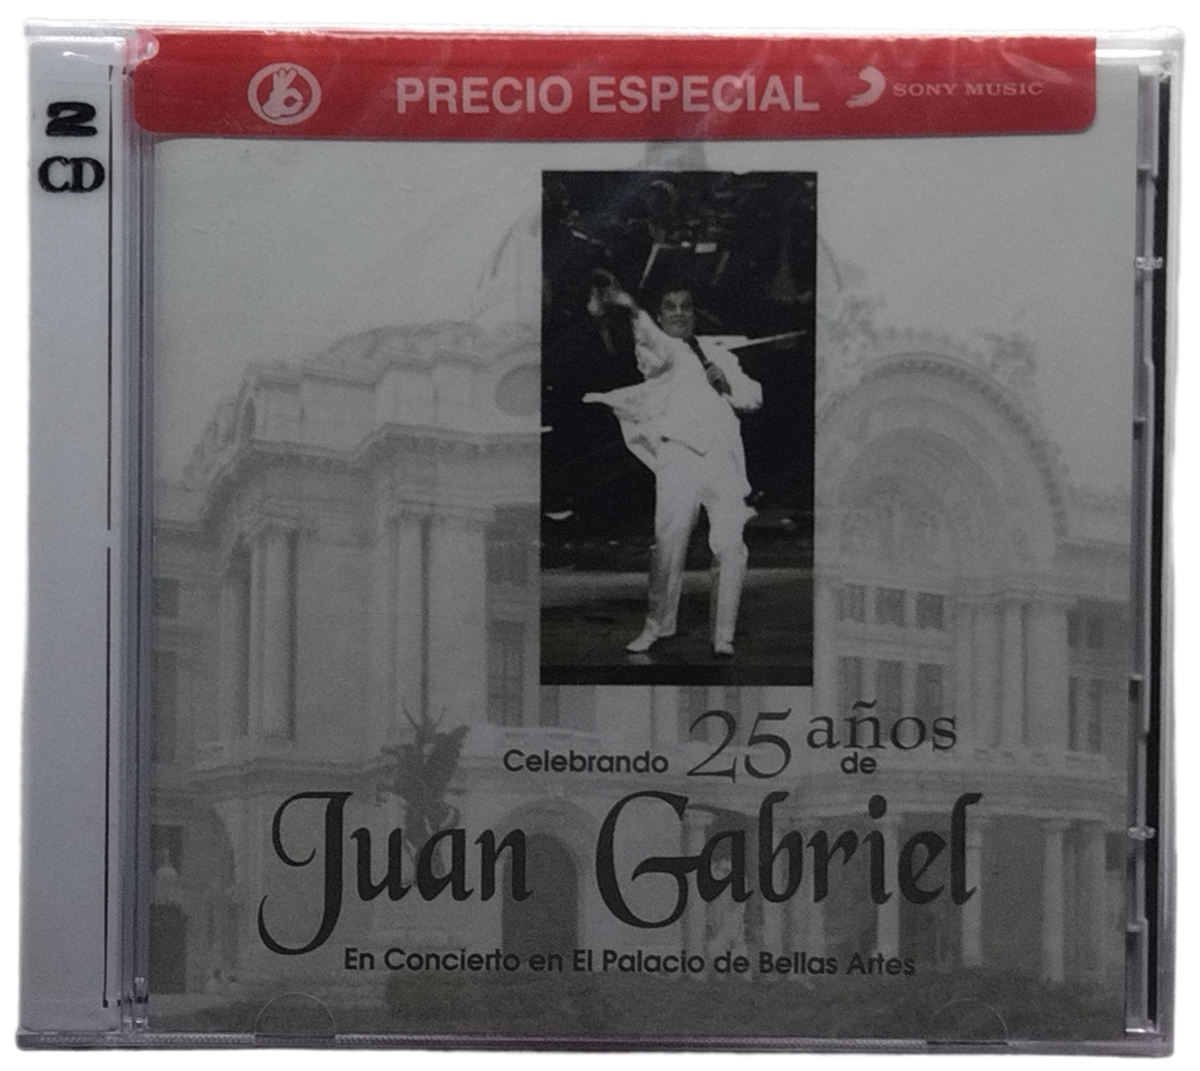 PRECIO ESPECIAL
SONY MUSIC
2
CD
Celebrando 25 años de
Juan Gabriel
En Concierto en El Palacio de Bellas Artes